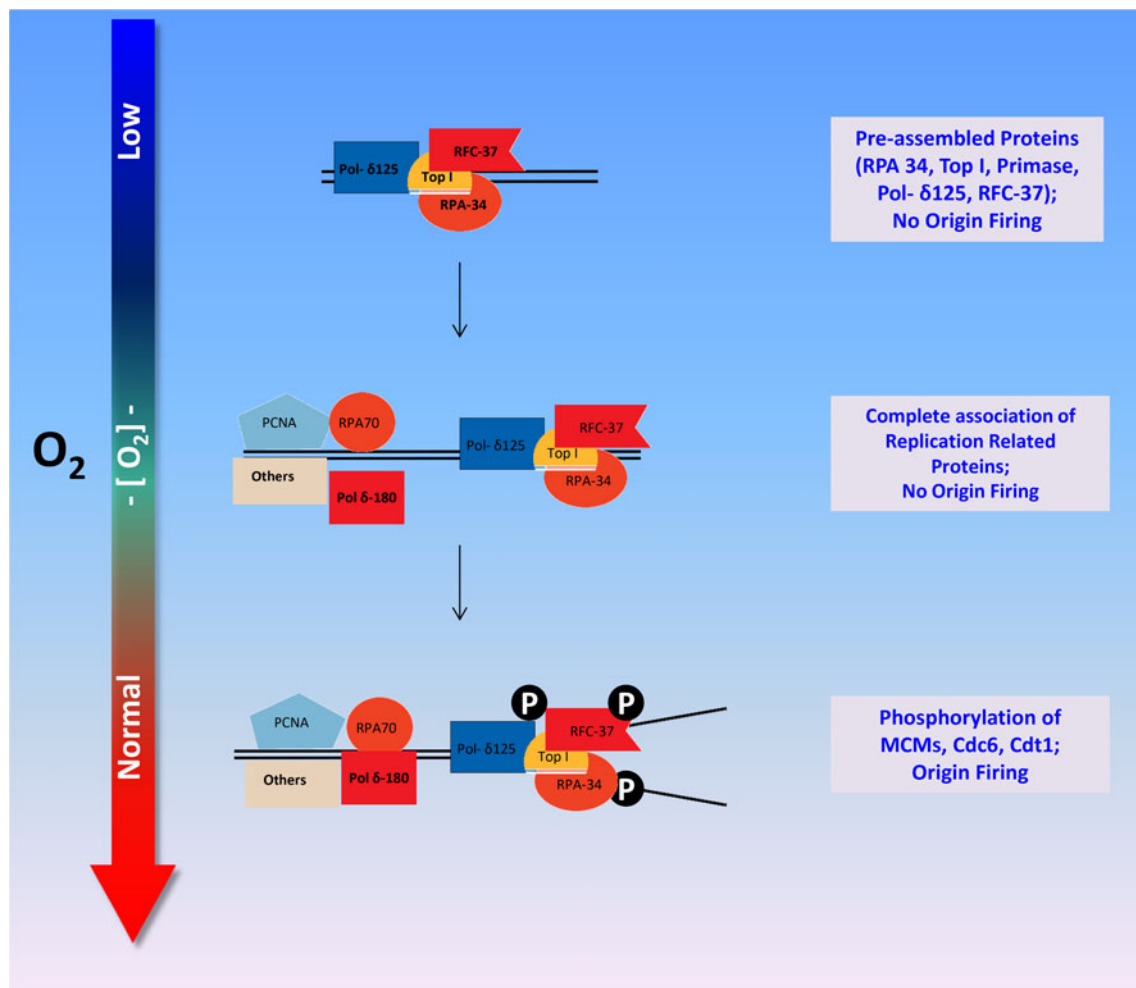 Low
- [ O₂] -
Normal
O₂
Pol- δ125
RFC-37
Top I
RPA-34
Pre-assembled Proteins
(RPA 34, Top I, Primase,
Pol- δ125, RFC-37);
No Origin Firing
PCNA
RPA70
Others
Pol δ-180
Pol- δ125
RFC-37
Top I
RPA-34
Complete association of
Replication Related
Proteins;
No Origin Firing
PCNA
RPA70
Others
Pol δ-180
Pol- δ125
P
P
RFC-37
Top I
RPA-34
P
Phosphorylation of
MCMs, Cdc6, Cdt1;
Origin Firing